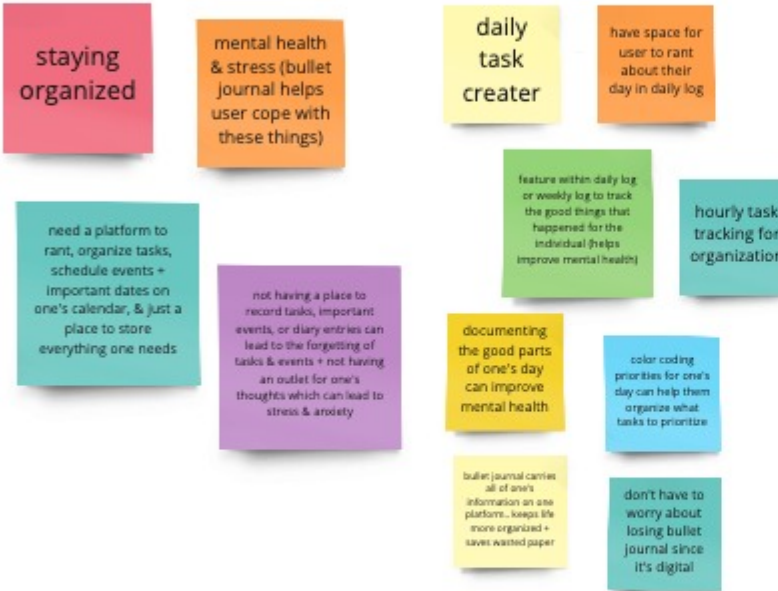 staying
organized
mental health
& stress (bullet
journal helps
user cope with
these things)
need a platform to
rant, organize tasks,
schedule events +
important dates on
one's calendar, & just a
place to store
everything one needs
not having a place to
record tasks, important
events, or diary entries can
lead to the forgetting of
tasks & events + not having
an outlet for one's
thoughts which can lead to
stress & anxiety
daily
task
creater
have space for
user to rant
about their
day in daily log
feature within daily log
or weekly log to track
the good things that
happened for the
individual (helps
improve mental health)
hourly task
tracking for
organization
documenting
the good parts
of one's day
can improve
mental health
color coding
priorities for one's
day can help them
organize what
tasks to prioritize
bullet journal carries
all of one's
information on one
platform.. keeps life
more organized +
saves wasted paper
don't have to
worry about
losing bullet
journal since
it's digital